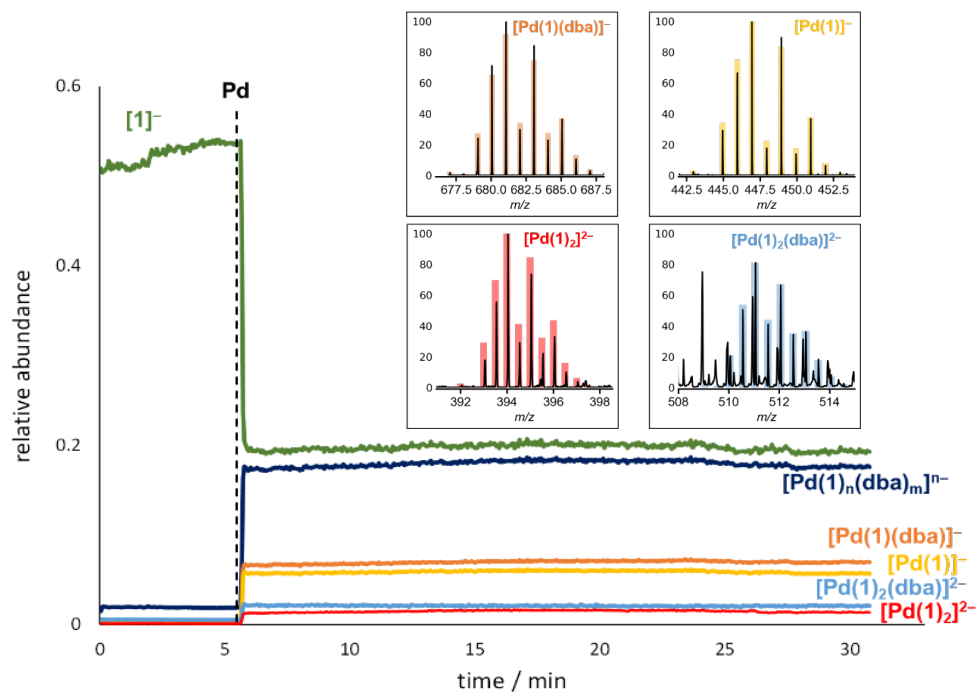 [Pd(1)(dba)]⁻
100
80
60
40
20
0
677.5 680.0 682.5 685.0 687.5
m/z
[Pd(1)]⁻
100
80
60
40
20
0
442.5 445.0 447.5 450.0 452.5
m/z
[Pd(1)₂]²⁻
100
80
60
40
20
0
392 394 396 398
m/z
[Pd(1)₂(dba)]²⁻
100
80
60
40
20
0
508 510 512 514
m/z
Pd
[1]⁻
relative abundance
0.6
0.4
0.2
0
[Pd(1)ₙ(dba)ₘ]ⁿ⁻
[Pd(1)(dba)]⁻
[Pd(1)]⁻
[Pd(1)₂(dba)]²⁻
[Pd(1)₂]²⁻
0 5 10 15 20 25 30
time / min